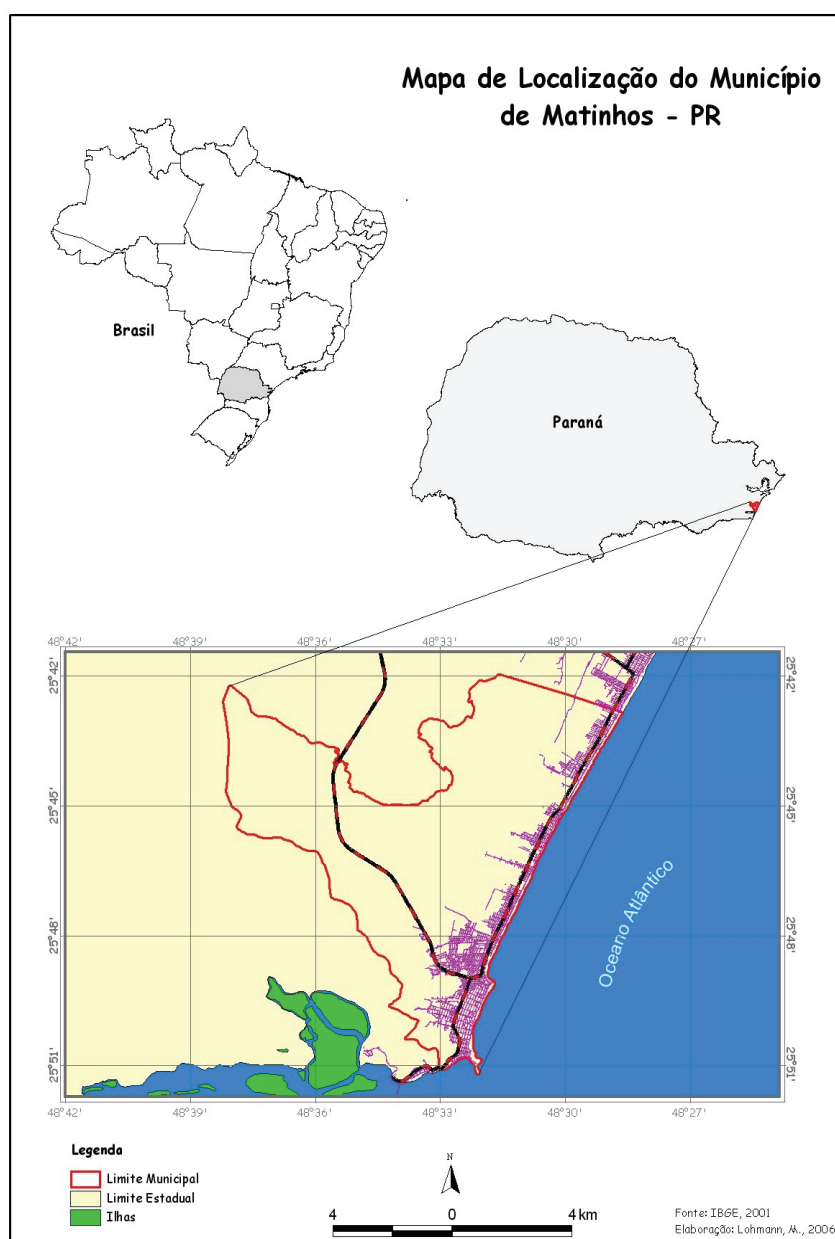 Mapa de Localização do Município
de Matinhos - PR
Brasil
Paraná
48°42' 48°39' 48°36' 48°33' 48°30' 48°27'
25°42' 25°42'
25°45' 25°45'
25°48' 25°48'
25°51' 25°51'
Oceano Atlântico
48°42' 48°39' 48°36' 48°33' 48°30' 48°27'
Legenda
Limite Municipal
Limite Estadual
Ilhas
N
4 0 4 km
Fonte: IBGE, 2001
Elaboração: Lohmann, M., 2006